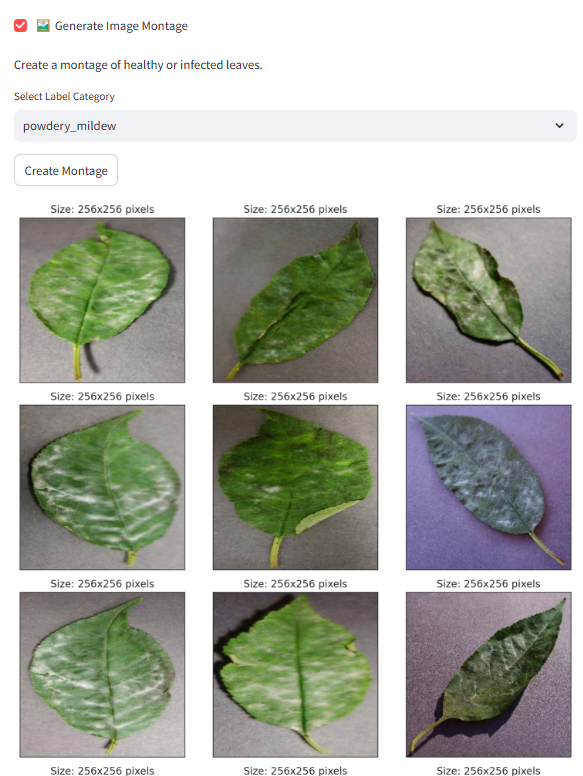 Generate Image Montage
Create a montage of healthy or infected leaves.
Select Label Category
powdery_mildew
Create Montage
Size: 256x256 pixels Size: 256x256 pixels Size: 256x256 pixels
Size: 256x256 pixels Size: 256x256 pixels Size: 256x256 pixels
Size: 256x256 pixels Size: 256x256 pixels Size: 256x256 pixels
Size: 256x256 pixels Size: 256x256 pixels Size: 256x256 pixels